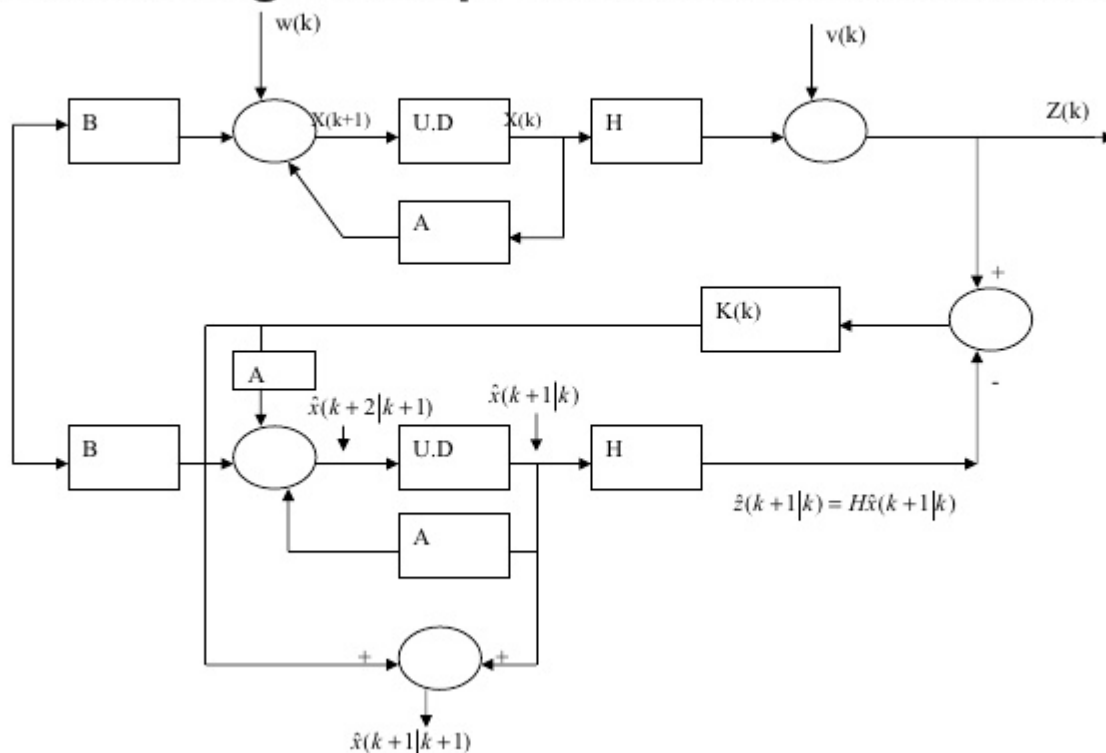 w(k)
v(k)
B
X(k+1)
U.D
X(k)
H
Z(k)
A
+
K(k)
A
-
x̂(k+2|k+1)
x̂(k+1|k)
B
U.D
H
ẑ(k+1|k) = Hx̂(k+1|k)
A
+
+
x̂(k+1|k+1)